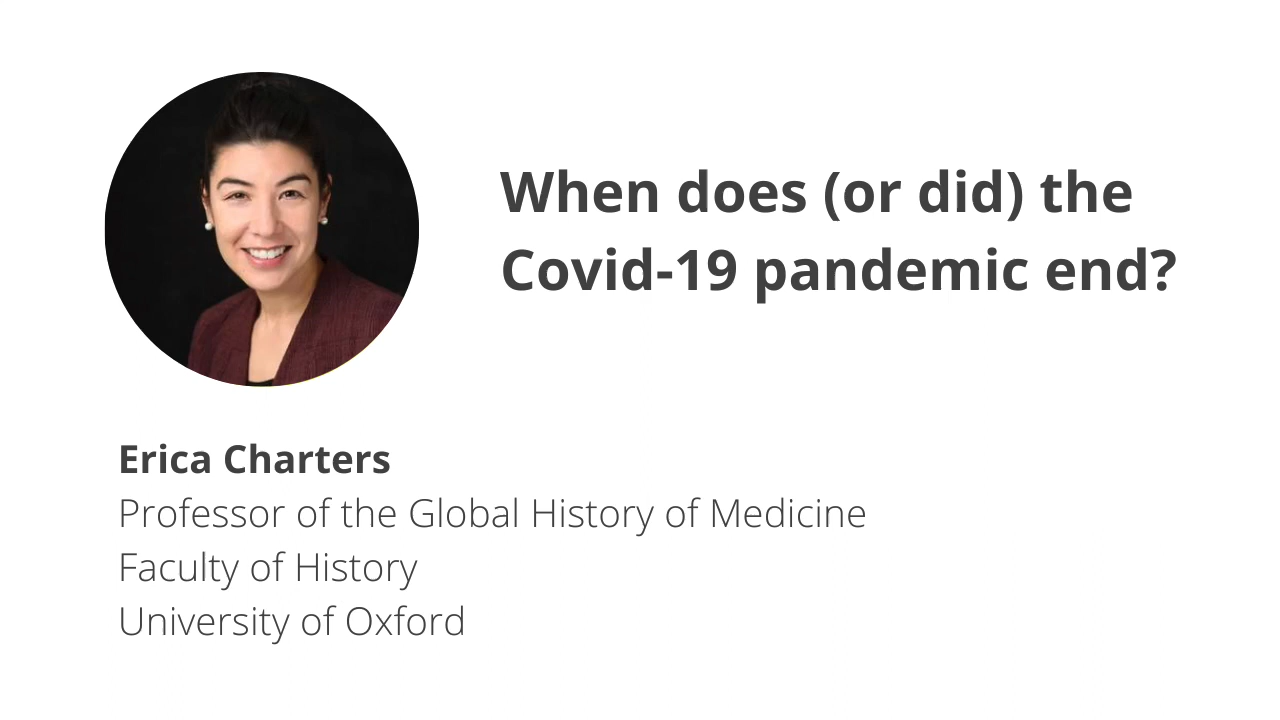 When does (or did) the
Covid-19 pandemic end?
Erica Charters
Professor of the Global History of Medicine
Faculty of History
University of Oxford